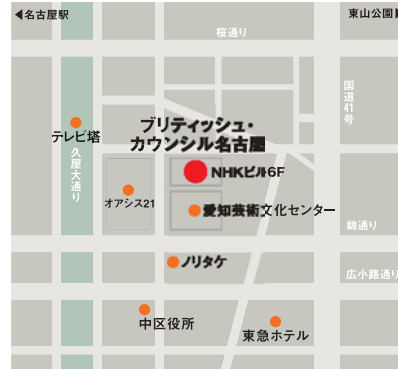 ◀名古屋駅
東山公園▶
桜通り
国道41号
テレビ塔
ブリティッシュ・
カウンシル名古屋
久屋大通り
NHKビル6F
オアシス21
愛知芸術文化センター
錦通り
ノリタケ
広小路通り
中区役所
東急ホテル